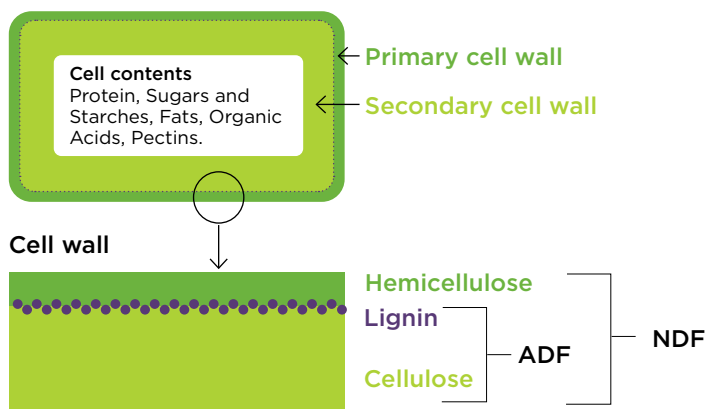 Cell contents
Protein, Sugars and
Starches, Fats, Organic
Acids, Pectins.
Primary cell wall
Secondary cell wall
Cell wall
Hemicellulose
Lignin
Cellulose
ADF
NDF